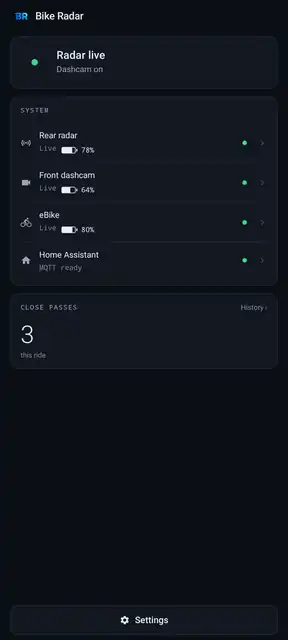 BR Bike Radar
Radar live
Dashcam on
SYSTEM
Rear radar
Live 78%
Front dashcam
Live 64%
eBike
Live 80%
Home Assistant
MQTT ready
CLOSE PASSES History ›
3
this ride
Settings